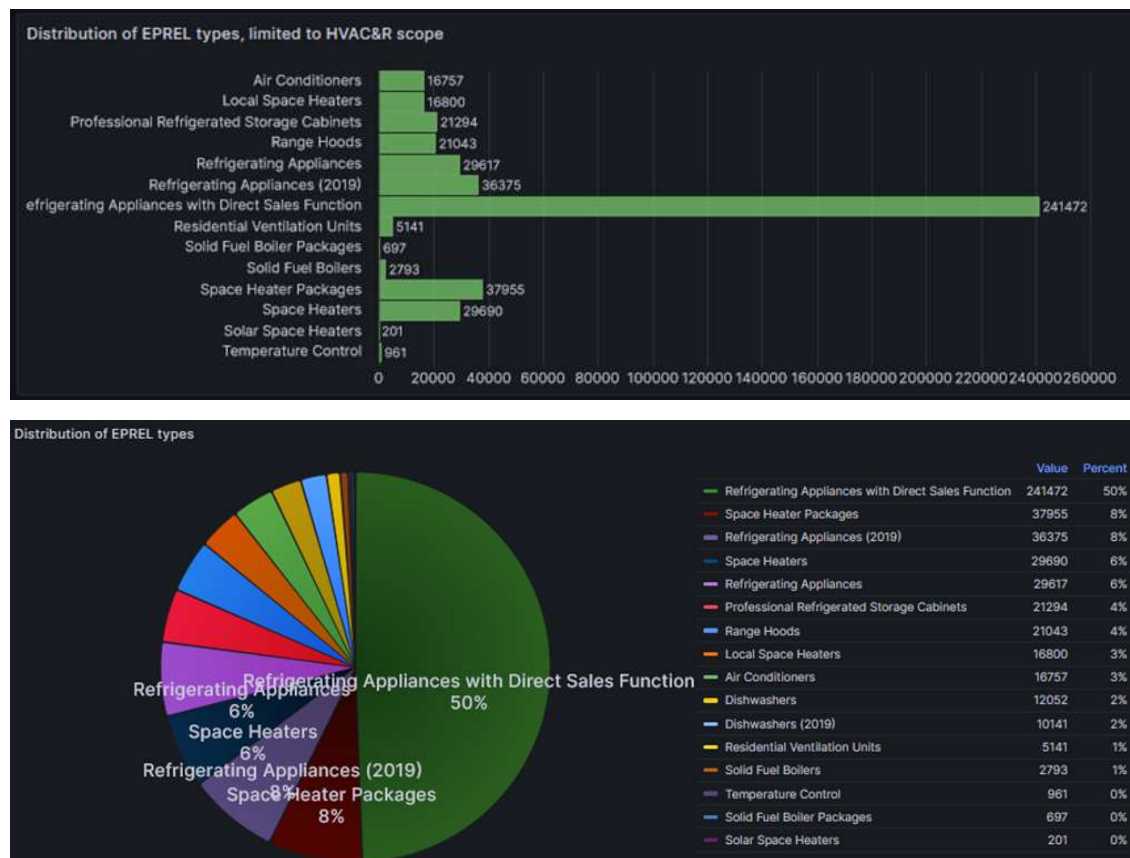 Distribution of EPREL types, limited to HVAC&R scope
Air Conditioners 16757
Local Space Heaters 16800
Professional Refrigerated Storage Cabinets 21294
Range Hoods 21043
Refrigerating Appliances 29617
Refrigerating Appliances (2019) 36375
efrigerating Appliances with Direct Sales Function 241472
Residential Ventilation Units 5141
Solid Fuel Boiler Packages 697
Solid Fuel Boilers 2793
Space Heater Packages 37955
Space Heaters 29690
Solar Space Heaters 201
Temperature Control 961
0 20000 40000 60000 80000 100000 120000 140000 160000 180000 200000 220000 240000 260000
Distribution of EPREL types
Refrigerating Appliances with Direct Sales Function
50%
Refrigerating Appliances
6%
Space Heaters
6%
Refrigerating Appliances (2019)
8%
Space Heater Packages
8%
Value Percent
Refrigerating Appliances with Direct Sales Function 241472 50%
Space Heater Packages 37955 8%
Refrigerating Appliances (2019) 36375 8%
Space Heaters 29690 6%
Refrigerating Appliances 29617 6%
Professional Refrigerated Storage Cabinets 21294 4%
Range Hoods 21043 4%
Local Space Heaters 16800 3%
Air Conditioners 16757 3%
Dishwashers 12052 2%
Dishwashers (2019) 10141 2%
Residential Ventilation Units 5141 1%
Solid Fuel Boilers 2793 1%
Temperature Control 961 0%
Solid Fuel Boiler Packages 697 0%
Solar Space Heaters 201 0%